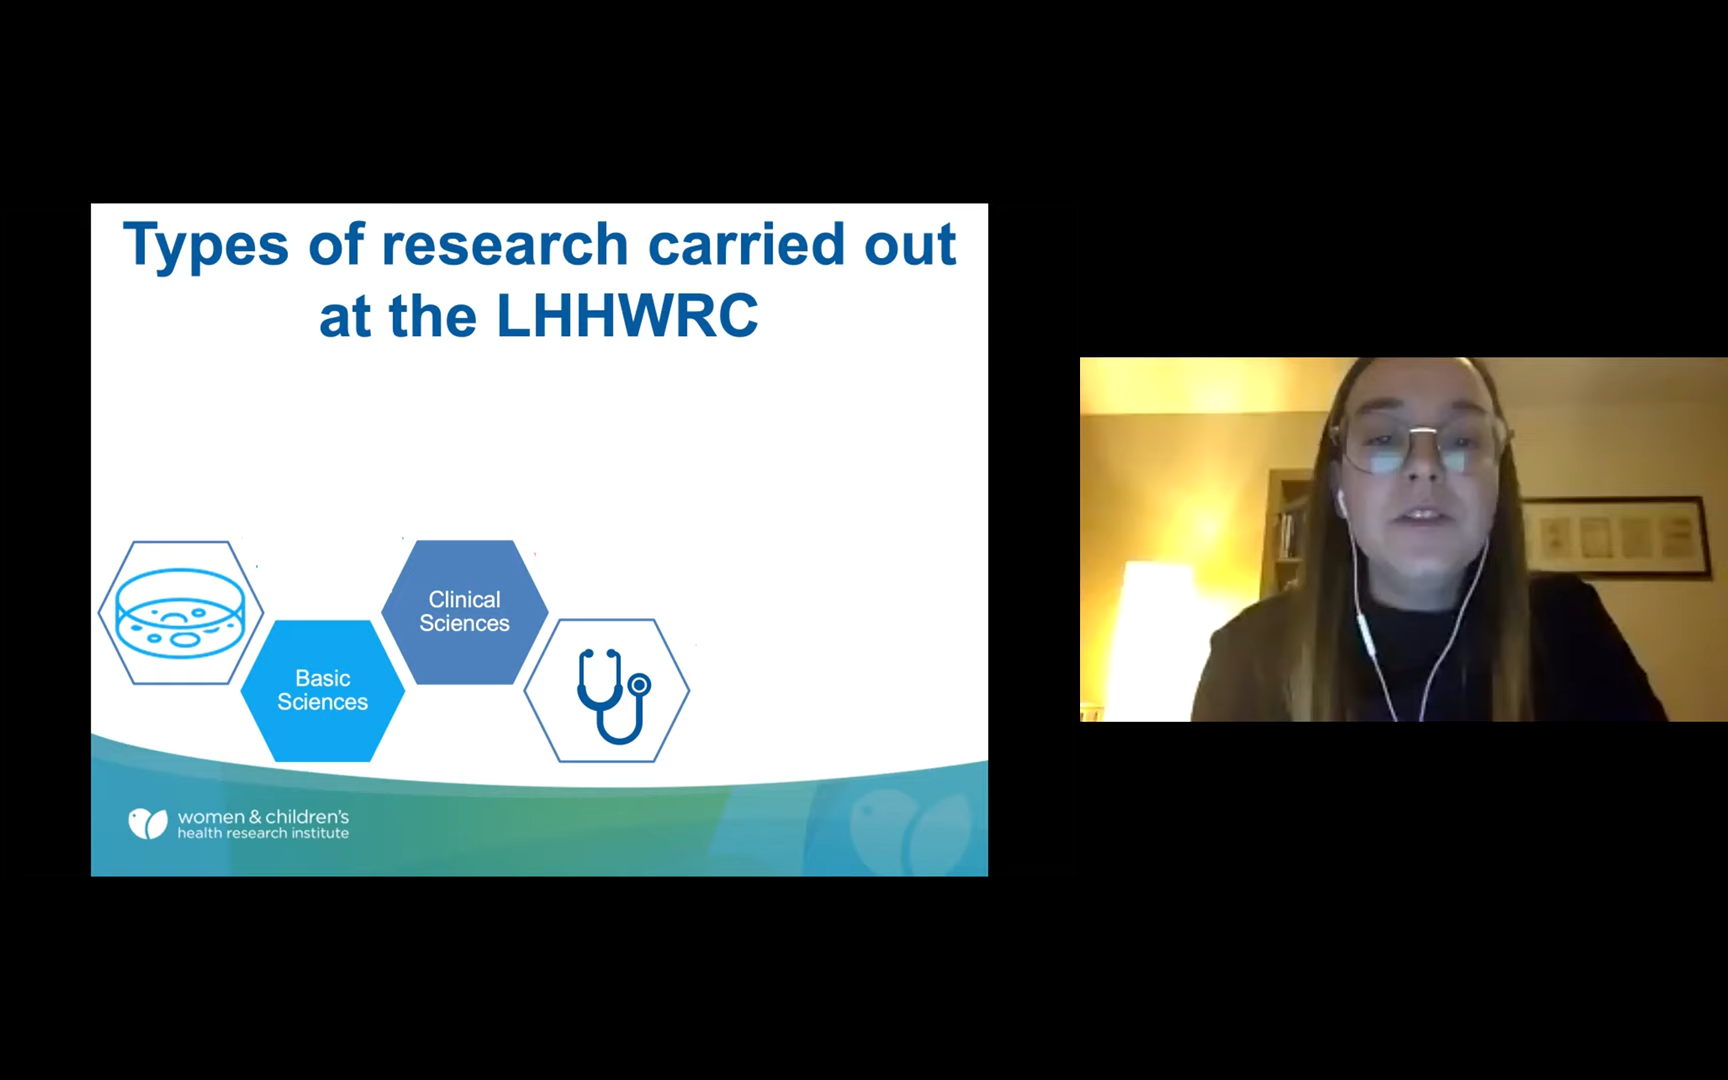 Types of research carried out
at the LHHWRC
Clinical
Sciences
Basic
Sciences
women & children's
health research institute